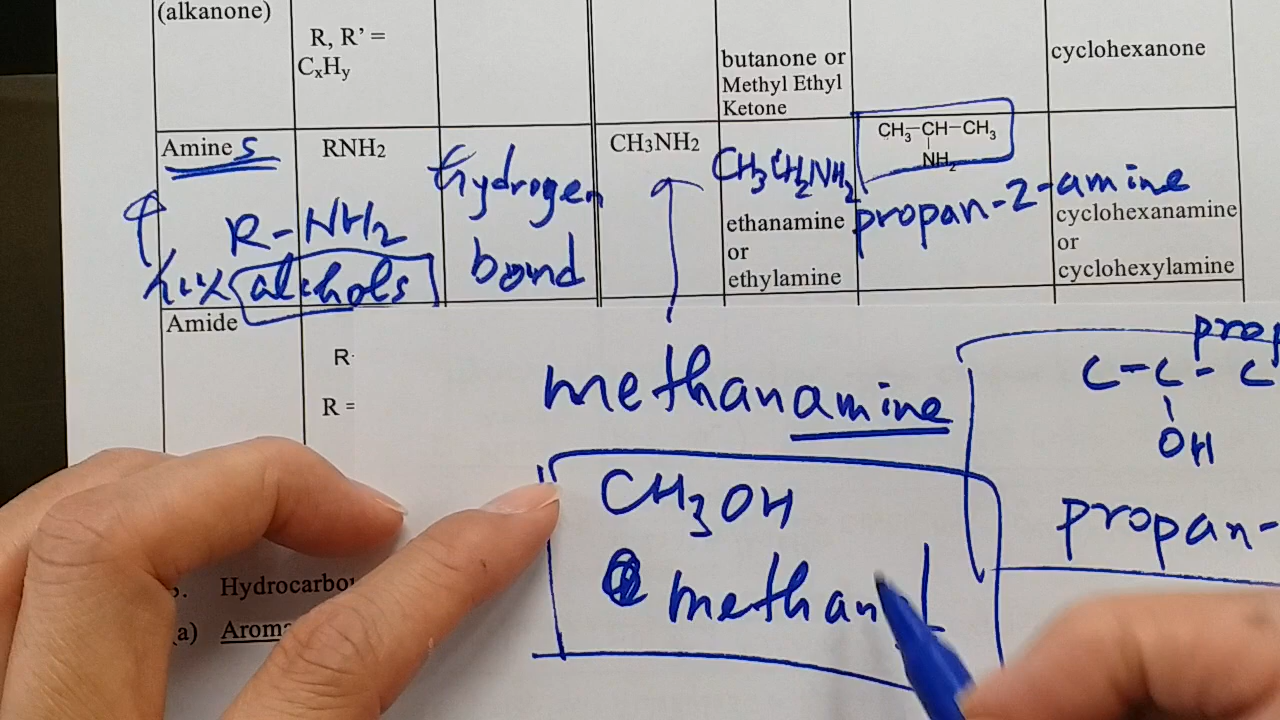 (alkanone)
R, R' =
CxHy
butanone or
Methyl Ethyl
Ketone
cyclohexanone
Amines
RNH2
R-NH2
alcohols
Hydrogen
bond
CH3NH2
CH3CH2NH2
ethanamine
or
ethylamine
CH3-CH-CH3
NH2
propan-2-amine
cyclohexanamine
or
cyclohexylamine
Amide
R-
R =
methanamine
CH3OH
C-C-C
OH
propan-
Hydrocarbo
(a) Aroma